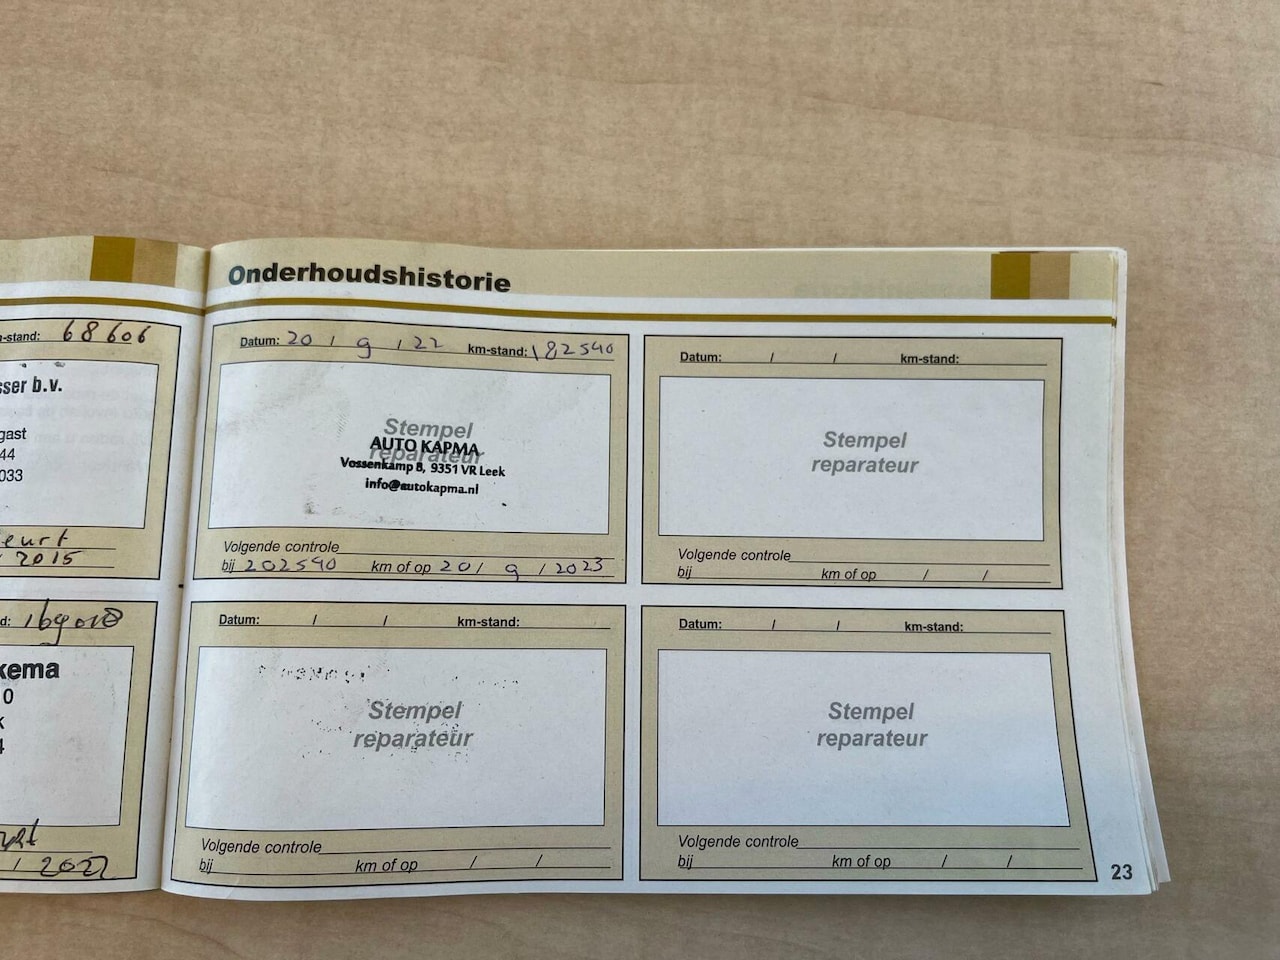 -stand: 68606
sser b.v.
gast
44
033
eurt
2015
d: 169018
kema
0
k
4
/ 2022
Onderhoudshistorie
Datum: 20 / 9 / 22 km-stand: 182540
Stempel
reparateur
AUTO KAPMA
Vossenkamp 8, 9351 VR Leek
info@autokapma.nl
Volgende controle
bij 202540 km of op 20 / 9 / 2023
Datum: / / km-stand:
Stempel
reparateur
Volgende controle
bij km of op / /
Datum: / / km-stand:
Stempel
reparateur
Volgende controle
bij km of op / /
Datum: / / km-stand:
Stempel
reparateur
Volgende controle
bij km of op / /
23